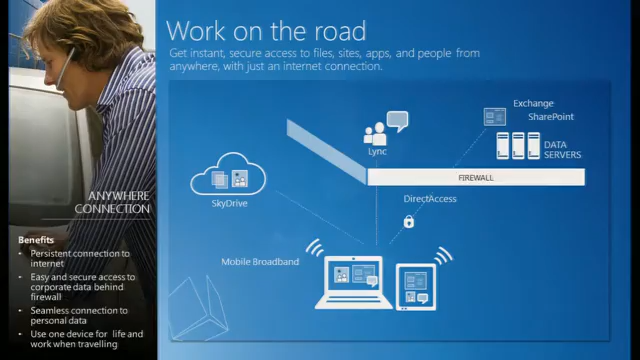 Work on the road
Get instant, secure access to files, sites, apps, and people from
anywhere, with just an internet connection.
ANYWHERE
CONNECTION
Benefits
• Persistent connection to
internet
• Easy and secure access to
corporate data behind
firewall
• Seamless connection to
personal data
• Use one device for life and
work when travelling
Exchange
SharePoint
DATA
SERVERS
Lync
FIREWALL
SkyDrive
DirectAccess
Mobile Broadband